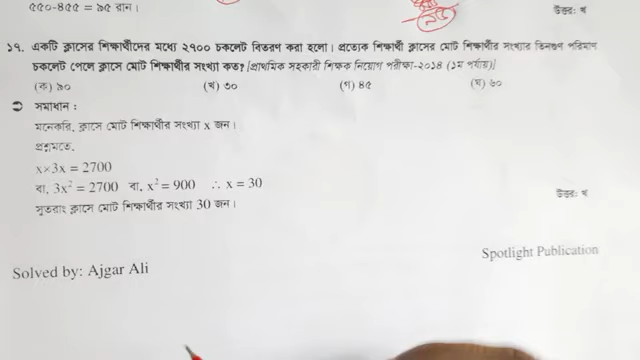 ৫৫০-৪৫৫ = ৯৫ রান।
৯৫
উত্তর: খ
১৭. একটি ক্লাসের শিক্ষার্থীদের মধ্যে ২৭০০ চকলেট বিতরণ করা হলো। প্রত্যেক শিক্ষার্থী ক্লাসের মোট শিক্ষার্থীর সংখ্যার তিনগুণ পরিমাণ
চকলেট পেলে ক্লাসে মোট শিক্ষার্থীর সংখ্যা কত? [প্রাথমিক সহকারী শিক্ষক নিয়োগ পরীক্ষা-২০১৪ (১ম পর্যায়)]
(ক) ৯০ (খ) ৩০ (গ) ৪৫ (ঘ) ৬০
সমাধান :
মনেকরি, ক্লাসে মোট শিক্ষার্থীর সংখ্যা x জন।
প্রশ্নমতে,
x×3x = 2700
বা, 3x² = 2700 বা, x² = 900 ∴ x = 30
উত্তর: খ
সুতরাং ক্লাসে মোট শিক্ষার্থীর সংখ্যা 30 জন।
Spotlight Publication
Solved by: Ajgar Ali